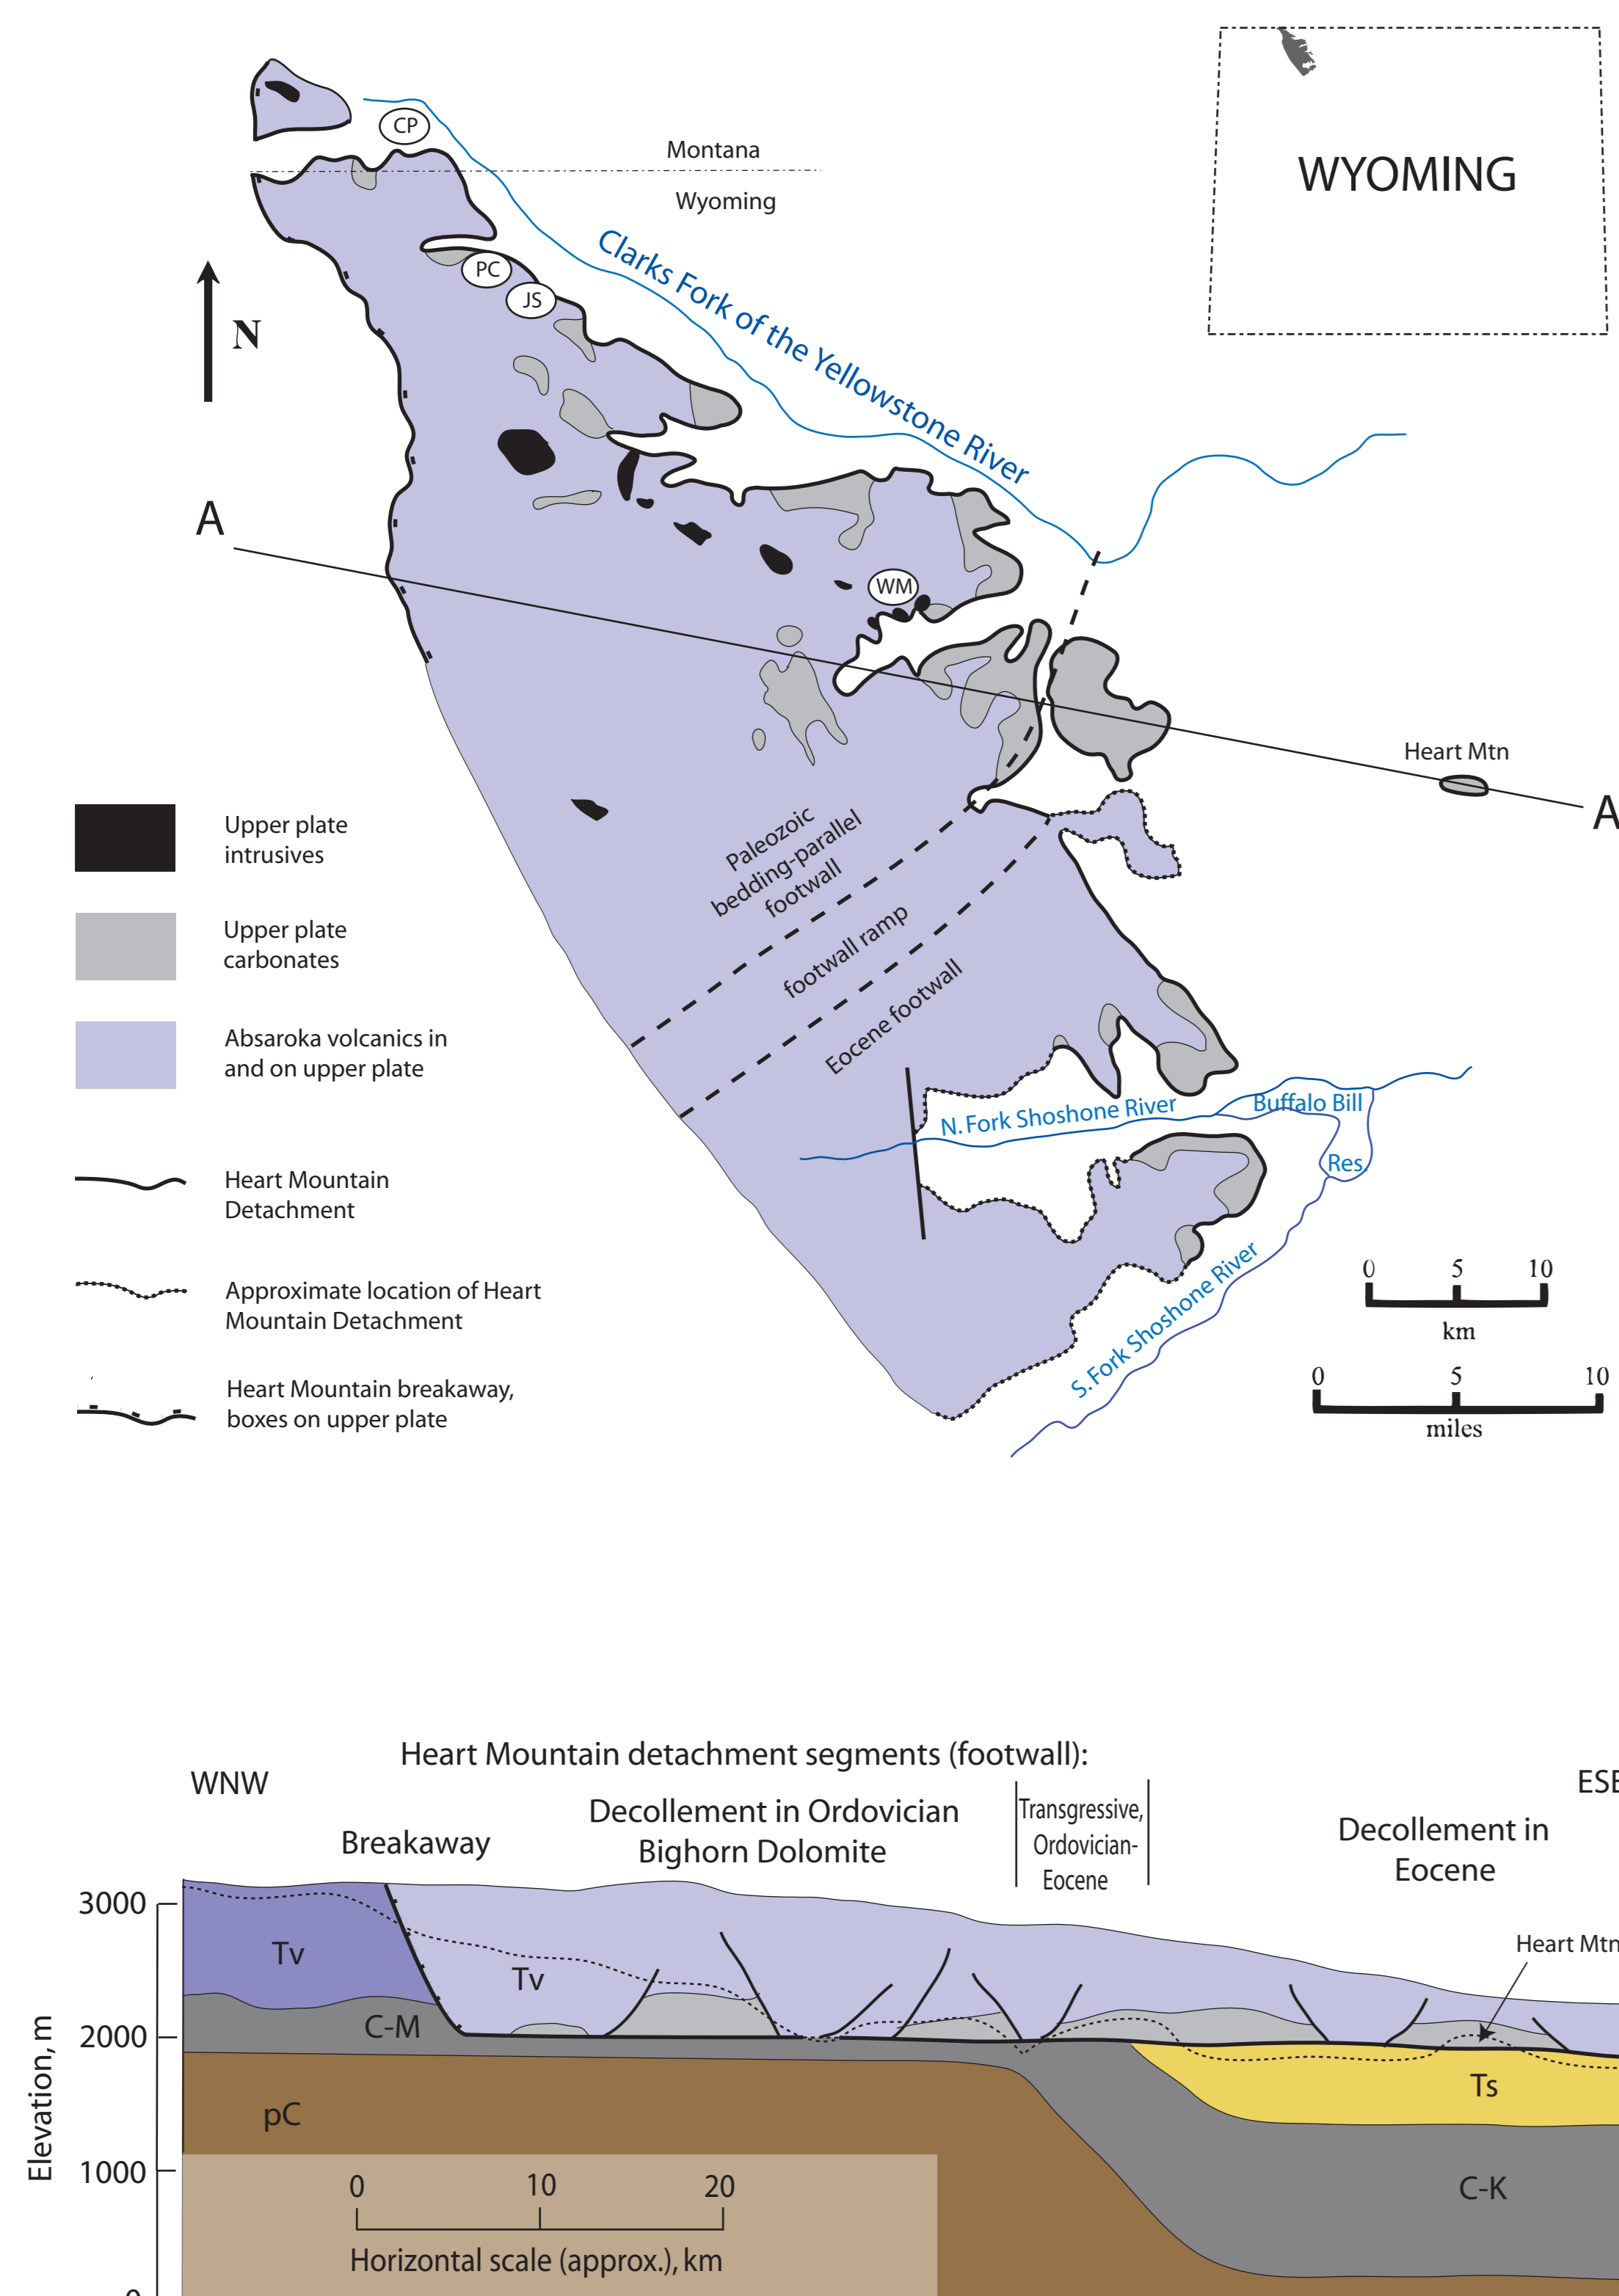 WYOMING
CP
Montana
Wyoming
Clarks Fork of the Yellowstone River
PC
JS
N
A
WM
Heart Mtn
A
Paleozoic
bedding-parallel
footwall
footwall ramp
Eocene footwall
Upper plate
intrusives
Upper plate
carbonates
Absaroka volcanics in
and on upper plate
N. Fork Shoshone River
Buffalo Bill
Res.
S. Fork Shoshone River
Heart Mountain
Detachment
Approximate location of Heart
Mountain Detachment
Heart Mountain breakaway,
boxes on upper plate
0 5 10
km
0 5 10
miles
Heart Mountain detachment segments (footwall):
WNW
ESE
Breakaway
Decollement in Ordovician
Bighorn Dolomite
Transgressive,
Ordovician-
Eocene
Decollement in
Eocene
3000
2000
1000
0
Elevation, m
Tv
Tv
Heart Mtn
C-M
pC
Ts
C-K
0 10 20
Horizontal scale (approx.), km